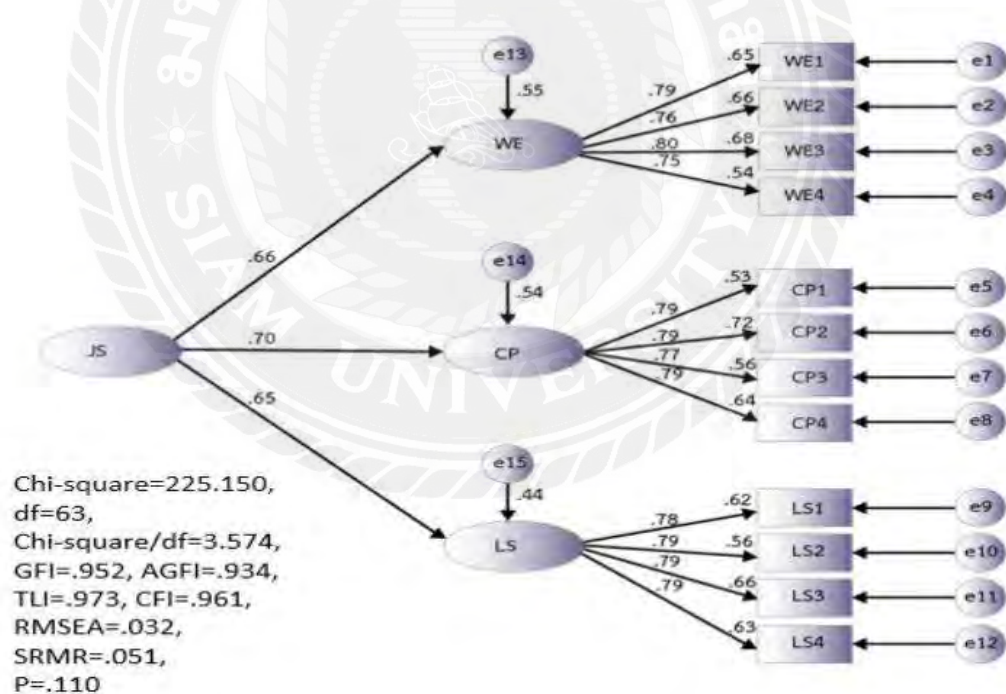 e13
.55
WE
.79
.76
.80
.75
.65
WE1
e1
.66
WE2
e2
.68
WE3
e3
.54
WE4
e4
.66
e14
.54
JS
.70
CP
.79
.79
.77
.79
.53
CP1
e5
.72
CP2
e6
.56
CP3
e7
.64
CP4
e8
.65
e15
.44
LS
.78
.79
.79
.79
.62
LS1
e9
.56
LS2
e10
.66
LS3
e11
.63
LS4
e12
Chi-square=225.150,
df=63,
Chi-square/df=3.574,
GFI=.952, AGFI=.934,
TLI=.973, CFI=.961,
RMSEA=.032,
SRMR=.051,
P=.110
SIAM UNIVERSITY